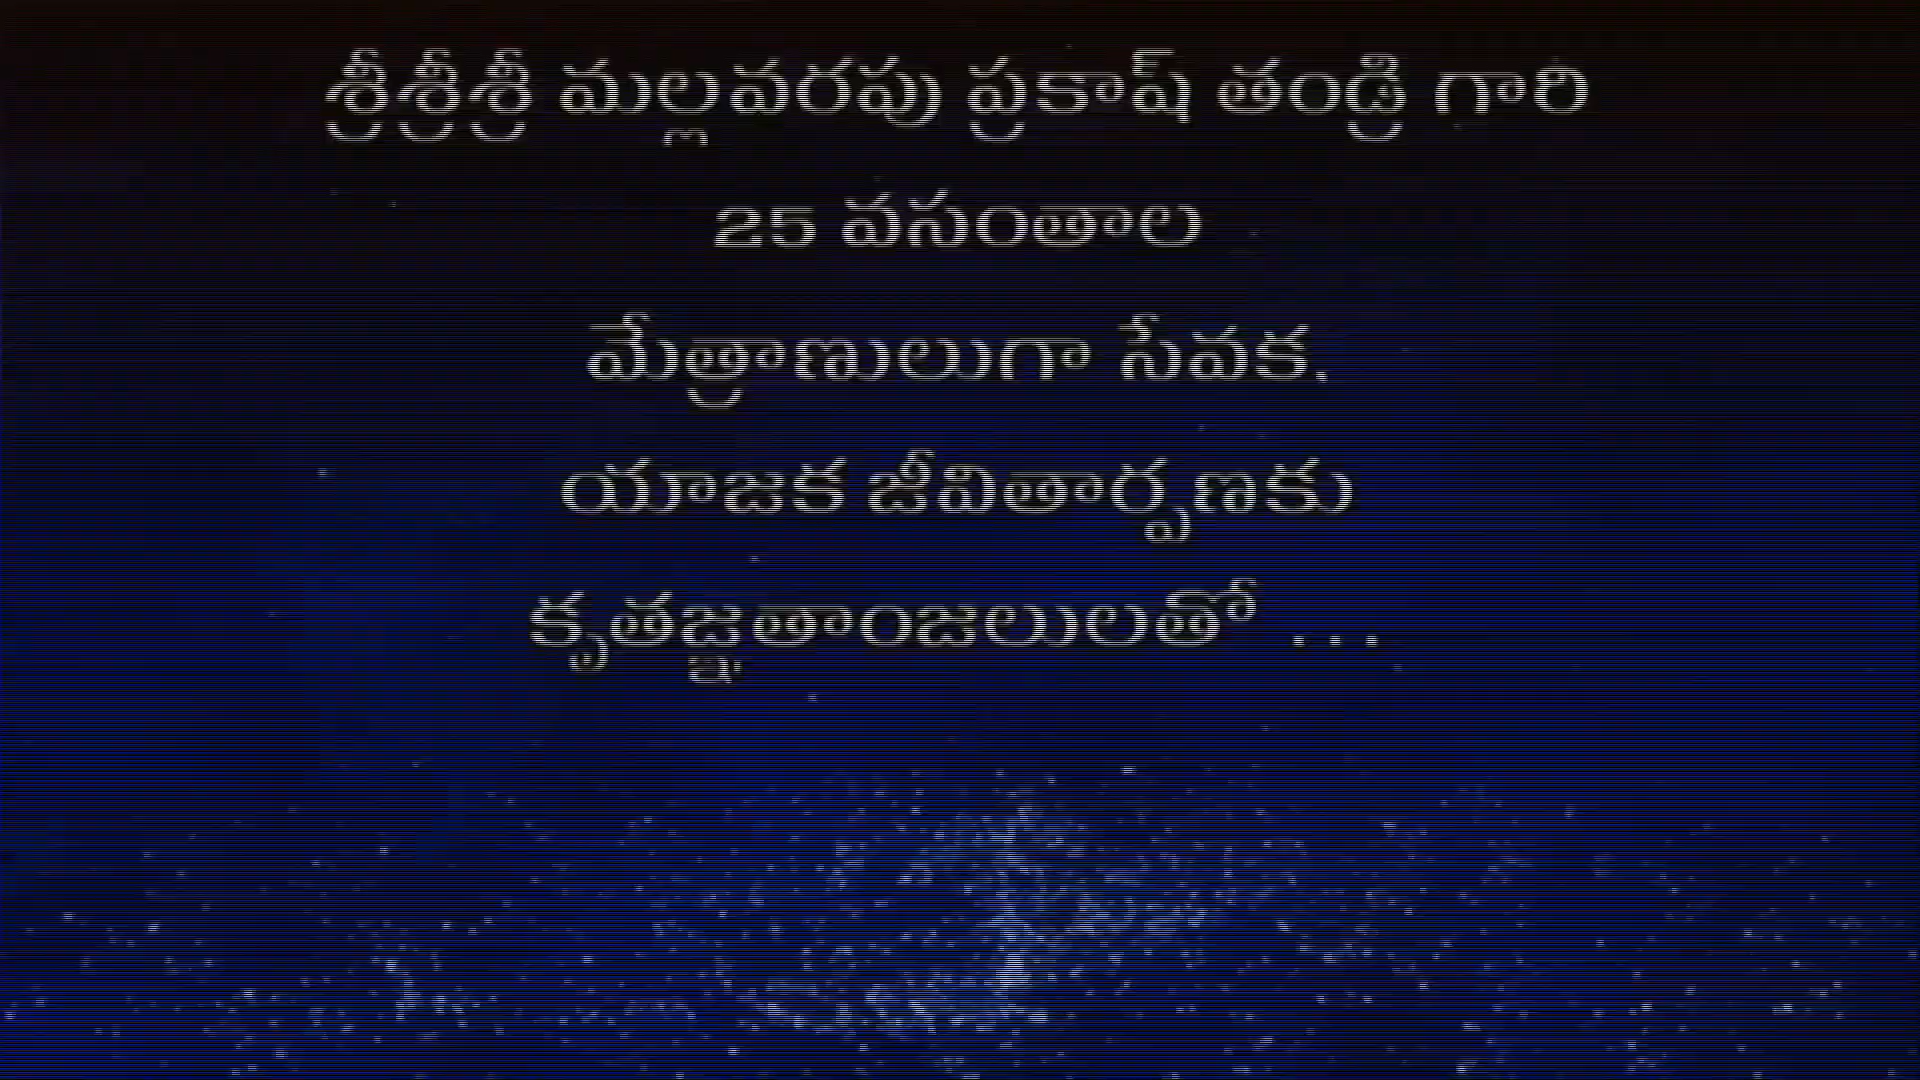 శ్రీశ్రీశ్రీ మల్లవరపు ప్రకాష్ తండ్రి గారి
25 వసంతాల
మేత్రాణులుగా సేవక.
యాజక జీవితార్పణకు
కృతజ్ఞతాంజలులతో ...